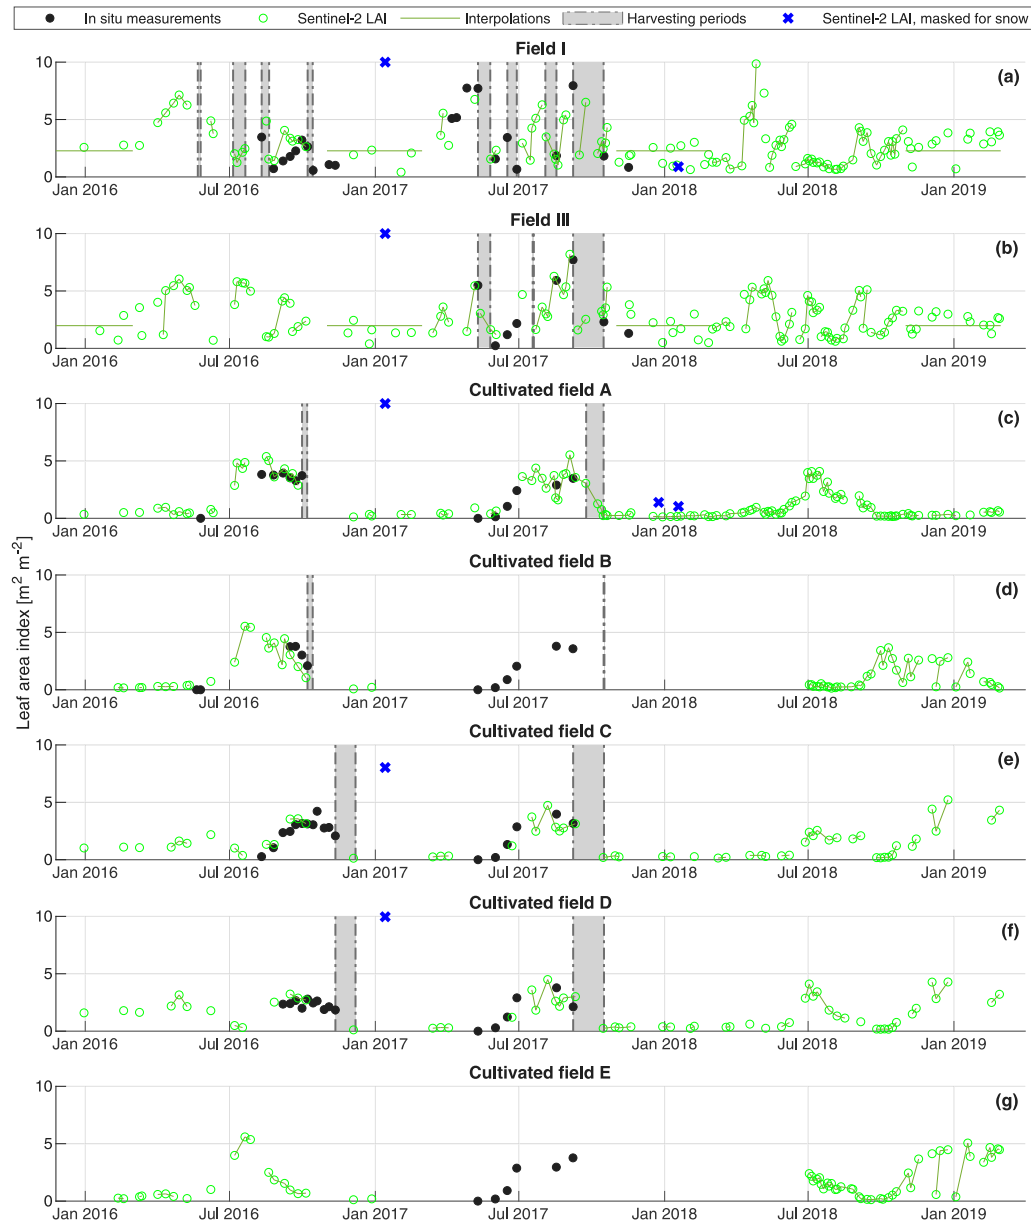 In situ measurements Sentinel-2 LAI Interpolations Harvesting periods Sentinel-2 LAI, masked for snow
Field I
(a)
10
5
0
Jan 2016 Jul 2016 Jan 2017 Jul 2017 Jan 2018 Jul 2018 Jan 2019
Field III
(b)
10
5
0
Jan 2016 Jul 2016 Jan 2017 Jul 2017 Jan 2018 Jul 2018 Jan 2019
Cultivated field A
(c)
10
5
0
Jan 2016 Jul 2016 Jan 2017 Jul 2017 Jan 2018 Jul 2018 Jan 2019
Leaf area index [m² m⁻²]
Cultivated field B
(d)
10
5
0
Jan 2016 Jul 2016 Jan 2017 Jul 2017 Jan 2018 Jul 2018 Jan 2019
Cultivated field C
(e)
10
5
0
Jan 2016 Jul 2016 Jan 2017 Jul 2017 Jan 2018 Jul 2018 Jan 2019
Cultivated field D
(f)
10
5
0
Jan 2016 Jul 2016 Jan 2017 Jul 2017 Jan 2018 Jul 2018 Jan 2019
Cultivated field E
(g)
10
5
0
Jan 2016 Jul 2016 Jan 2017 Jul 2017 Jan 2018 Jul 2018 Jan 2019